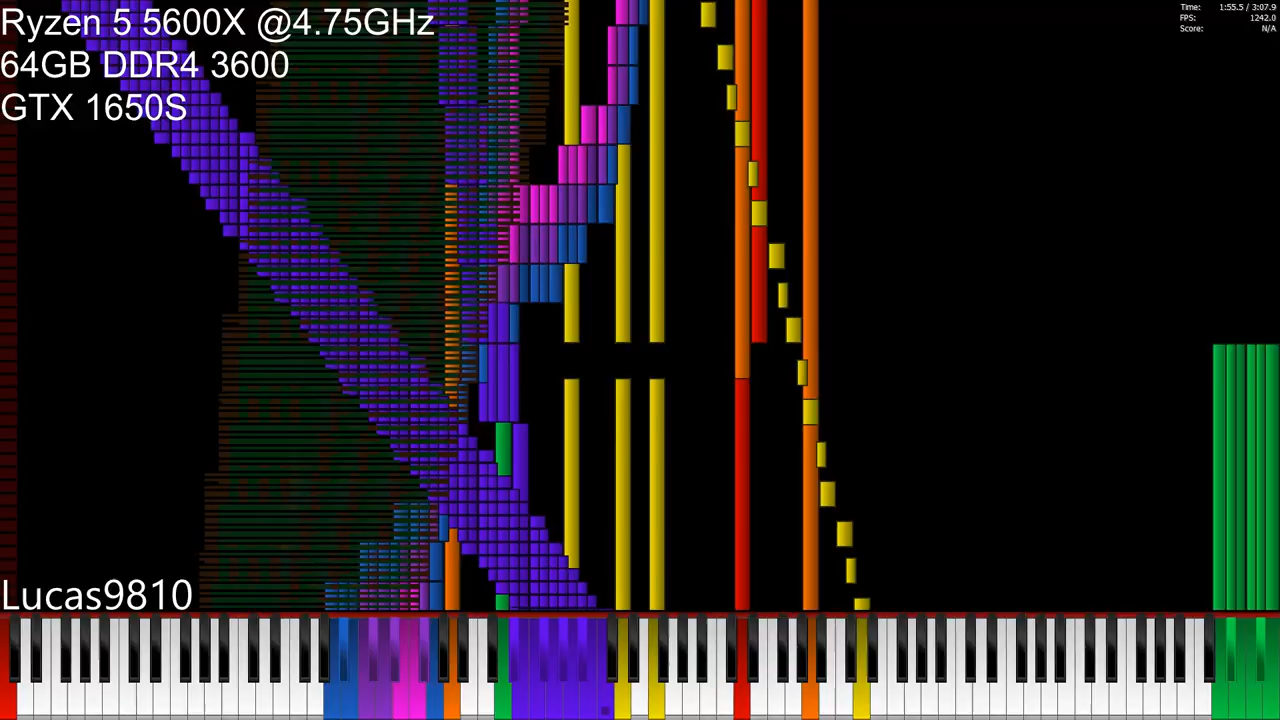 Ryzen 5 5600X @4.75GHz
64GB DDR4 3600
GTX 1650S
Time: 1:55.5 / 3:07.9
FPS: 1242.0
Score: N/A
Lucas9810